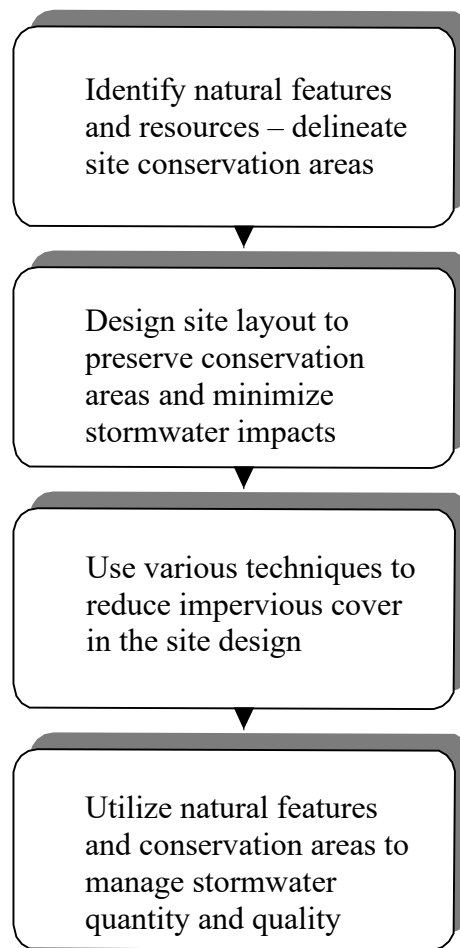 Identify natural features
and resources – delineate
site conservation areas
Design site layout to
preserve conservation
areas and minimize
stormwater impacts
Use various techniques to
reduce impervious cover
in the site design
Utilize natural features
and conservation areas to
manage stormwater
quantity and quality